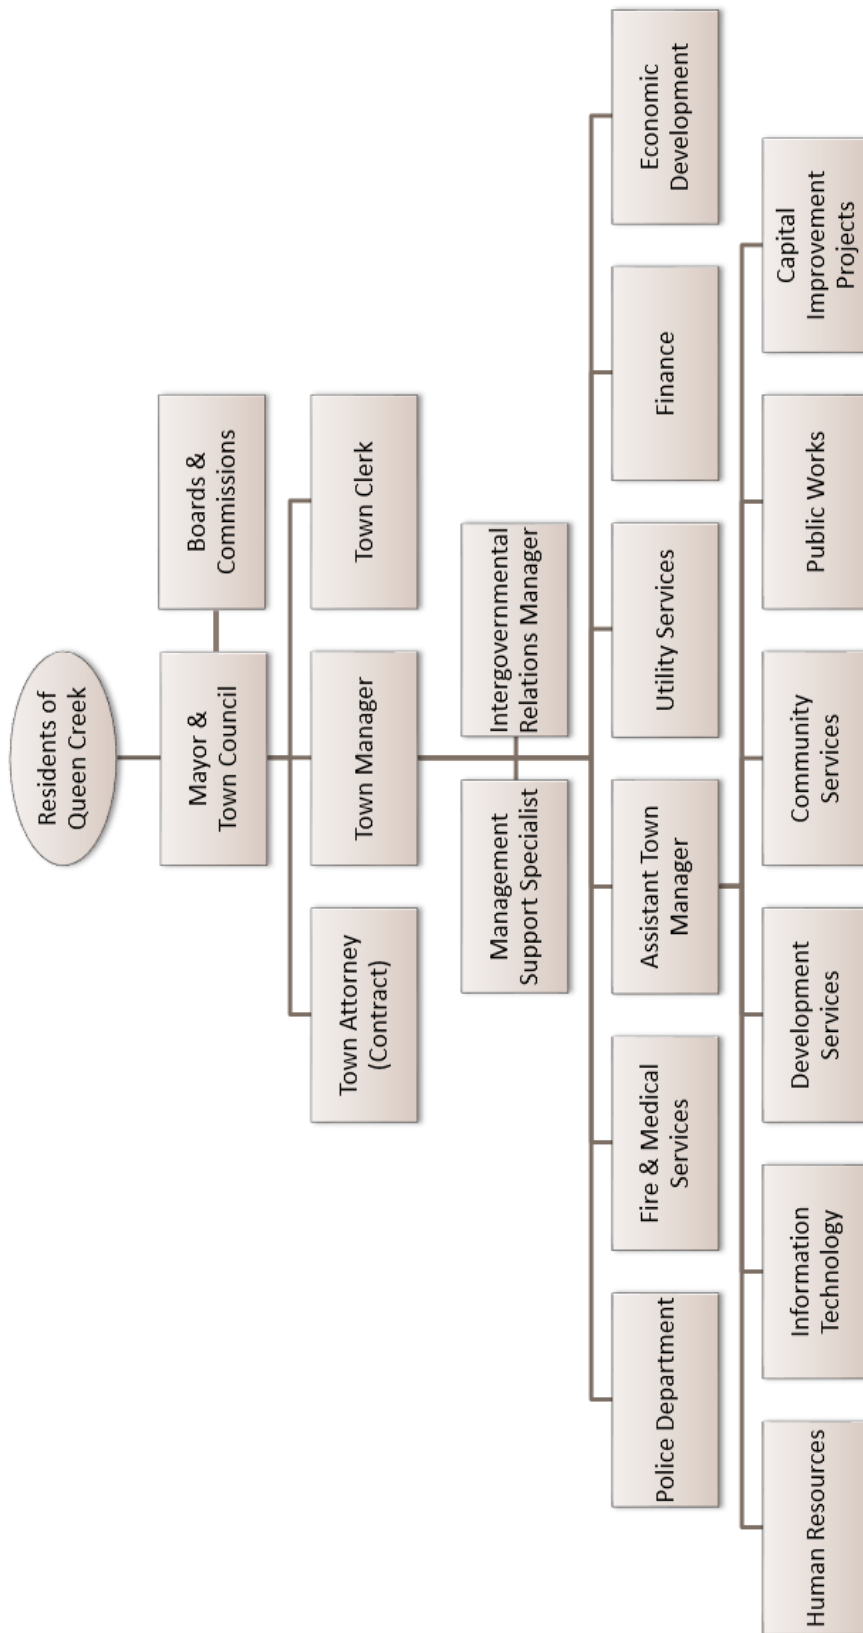 Residents of
Queen Creek
Mayor &
Town Council
Boards &
Commissions
Town Attorney
(Contract)
Town Manager
Town Clerk
Management
Support Specialist
Intergovernmental
Relations Manager
Police Department
Fire & Medical
Services
Assistant Town
Manager
Utility Services
Finance
Economic
Development
Human Resources
Information
Technology
Development
Services
Community
Services
Public Works
Capital
Improvement
Projects